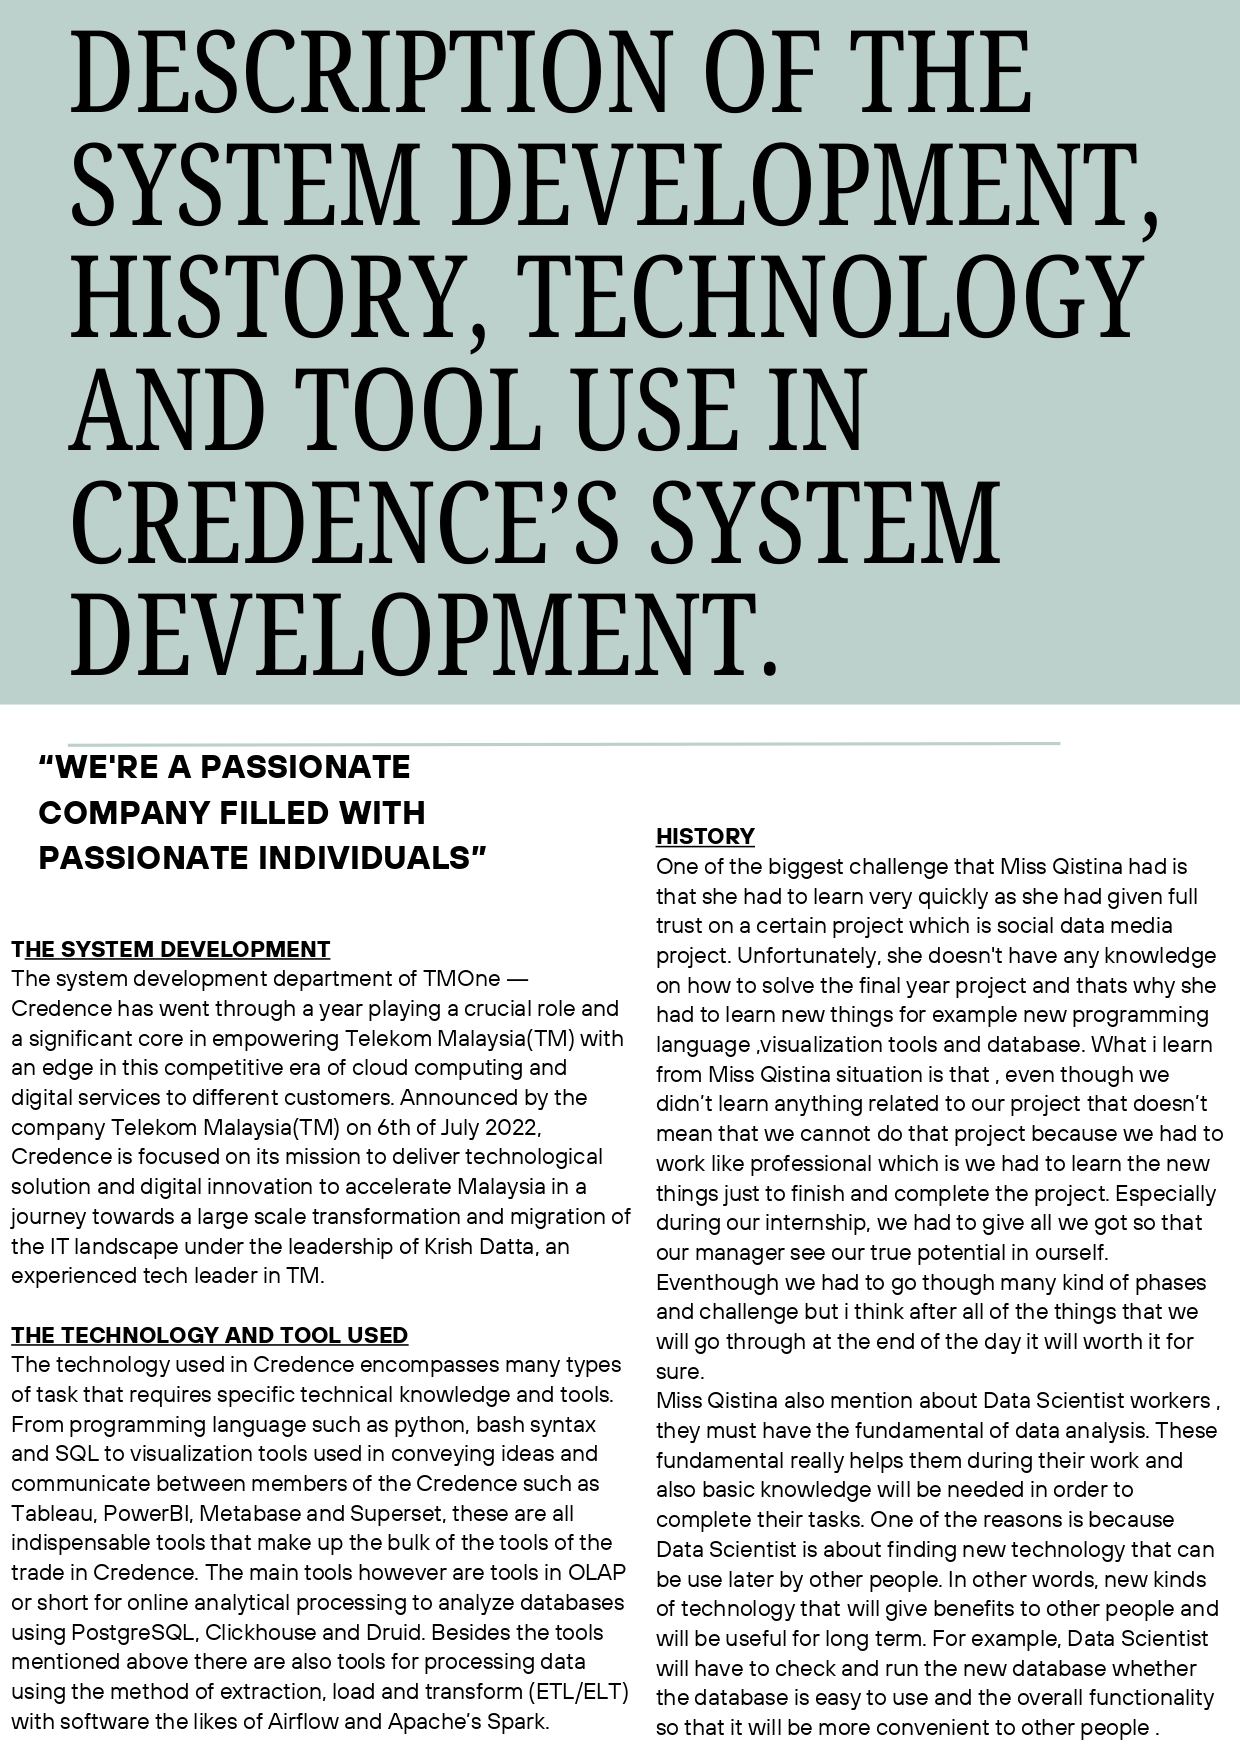 DESCRIPTION OF THE
SYSTEM DEVELOPMENT,
HISTORY, TECHNOLOGY
AND TOOL USE IN
CREDENCE’S SYSTEM
DEVELOPMENT.
“WE'RE A PASSIONATE
COMPANY FILLED WITH
PASSIONATE INDIVIDUALS”
THE SYSTEM DEVELOPMENT
The system development department of TMOne —
Credence has went through a year playing a crucial role and
a significant core in empowering Telekom Malaysia(TM) with
an edge in this competitive era of cloud computing and
digital services to different customers. Announced by the
company Telekom Malaysia(TM) on 6th of July 2022,
Credence is focused on its mission to deliver technological
solution and digital innovation to accelerate Malaysia in a
journey towards a large scale transformation and migration of
the IT landscape under the leadership of Krish Datta, an
experienced tech leader in TM.
THE TECHNOLOGY AND TOOL USED
The technology used in Credence encompasses many types
of task that requires specific technical knowledge and tools.
From programming language such as python, bash syntax
and SQL to visualization tools used in conveying ideas and
communicate between members of the Credence such as
Tableau, PowerBI, Metabase and Superset, these are all
indispensable tools that make up the bulk of the tools of the
trade in Credence. The main tools however are tools in OLAP
or short for online analytical processing to analyze databases
using PostgreSQL, Clickhouse and Druid. Besides the tools
mentioned above there are also tools for processing data
using the method of extraction, load and transform (ETL/ELT)
with software the likes of Airflow and Apache’s Spark.
HISTORY
One of the biggest challenge that Miss Qistina had is
that she had to learn very quickly as she had given full
trust on a certain project which is social data media
project. Unfortunately, she doesn't have any knowledge
on how to solve the final year project and thats why she
had to learn new things for example new programming
language ,visualization tools and database. What i learn
from Miss Qistina situation is that , even though we
didn’t learn anything related to our project that doesn’t
mean that we cannot do that project because we had to
work like professional which is we had to learn the new
things just to finish and complete the project. Especially
during our internship, we had to give all we got so that
our manager see our true potential in ourself.
Eventhough we had to go though many kind of phases
and challenge but i think after all of the things that we
will go through at the end of the day it will worth it for
sure.
Miss Qistina also mention about Data Scientist workers ,
they must have the fundamental of data analysis. These
fundamental really helps them during their work and
also basic knowledge will be needed in order to
complete their tasks. One of the reasons is because
Data Scientist is about finding new technology that can
be use later by other people. In other words, new kinds
of technology that will give benefits to other people and
will be useful for long term. For example, Data Scientist
will have to check and run the new database whether
the database is easy to use and the overall functionality
so that it will be more convenient to other people .